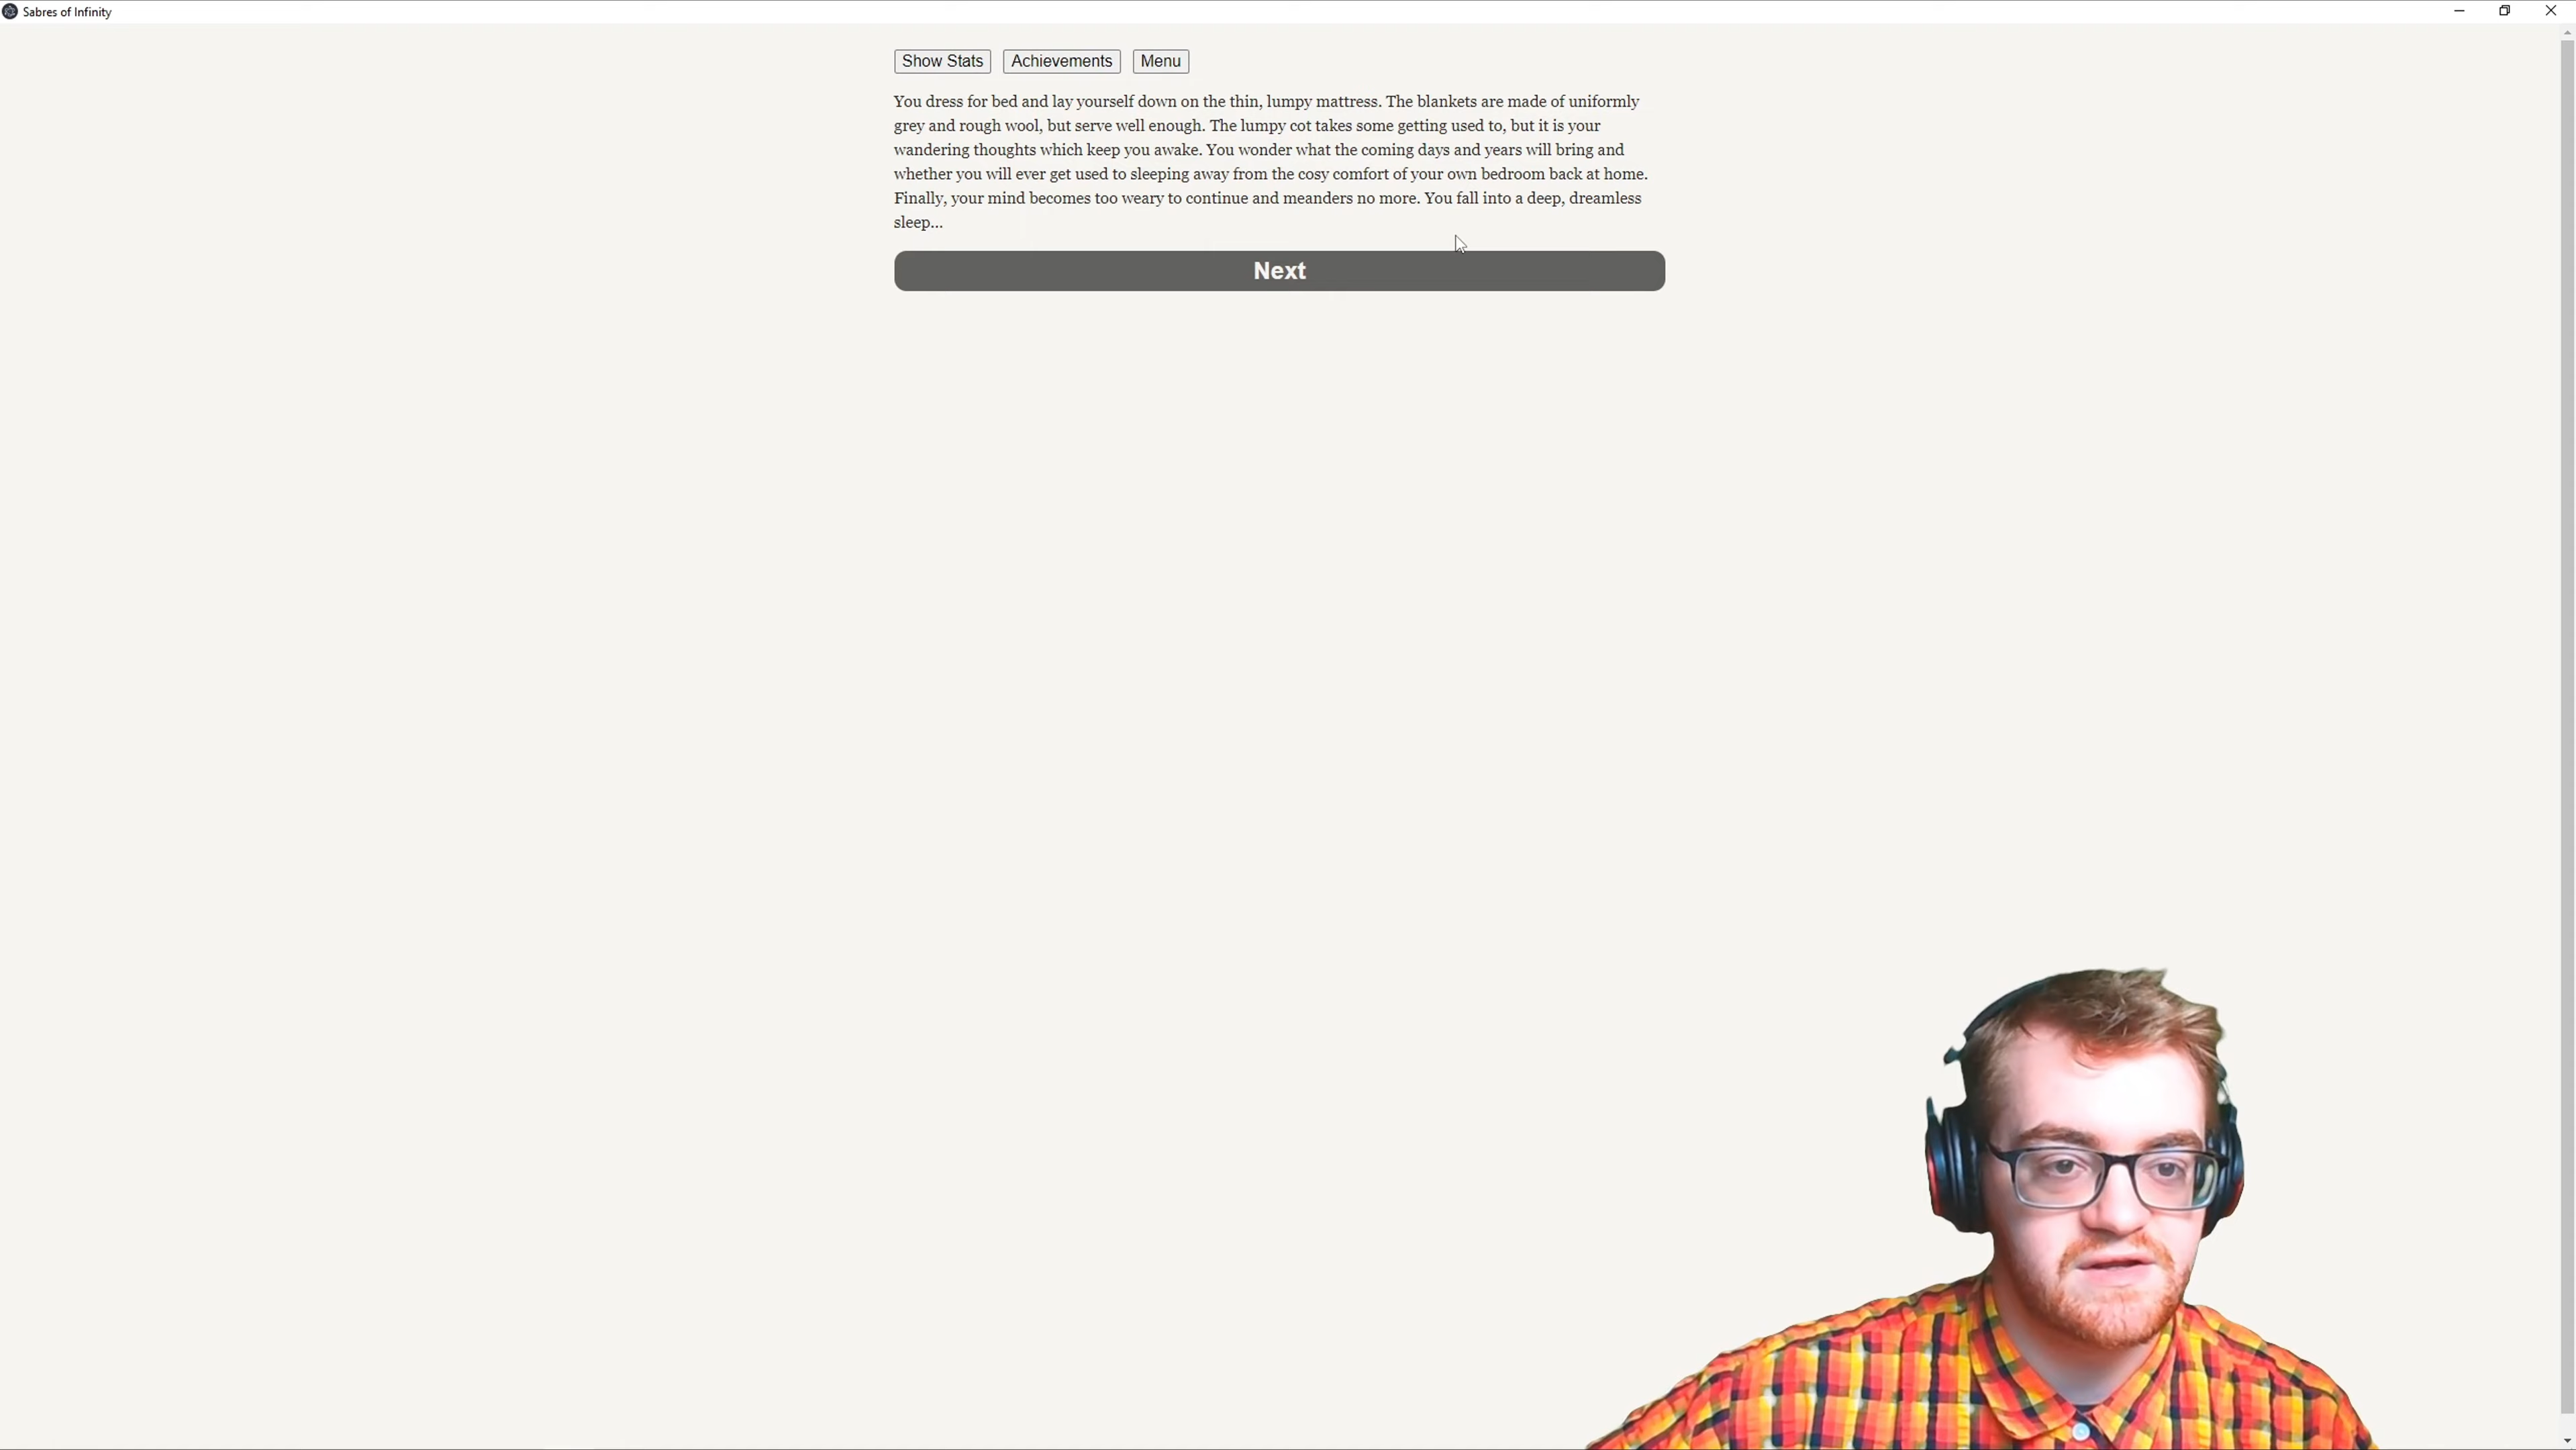 Sabres of Infinity
Show Stats Achievements Menu
You dress for bed and lay yourself down on the thin, lumpy mattress. The blankets are made of uniformly
grey and rough wool, but serve well enough. The lumpy cot takes some getting used to, but it is your
wandering thoughts which keep you awake. You wonder what the coming days and years will bring and
whether you will ever get used to sleeping away from the cosy comfort of your own bedroom back at home.
Finally, your mind becomes too weary to continue and meanders no more. You fall into a deep, dreamless
sleep...
Next